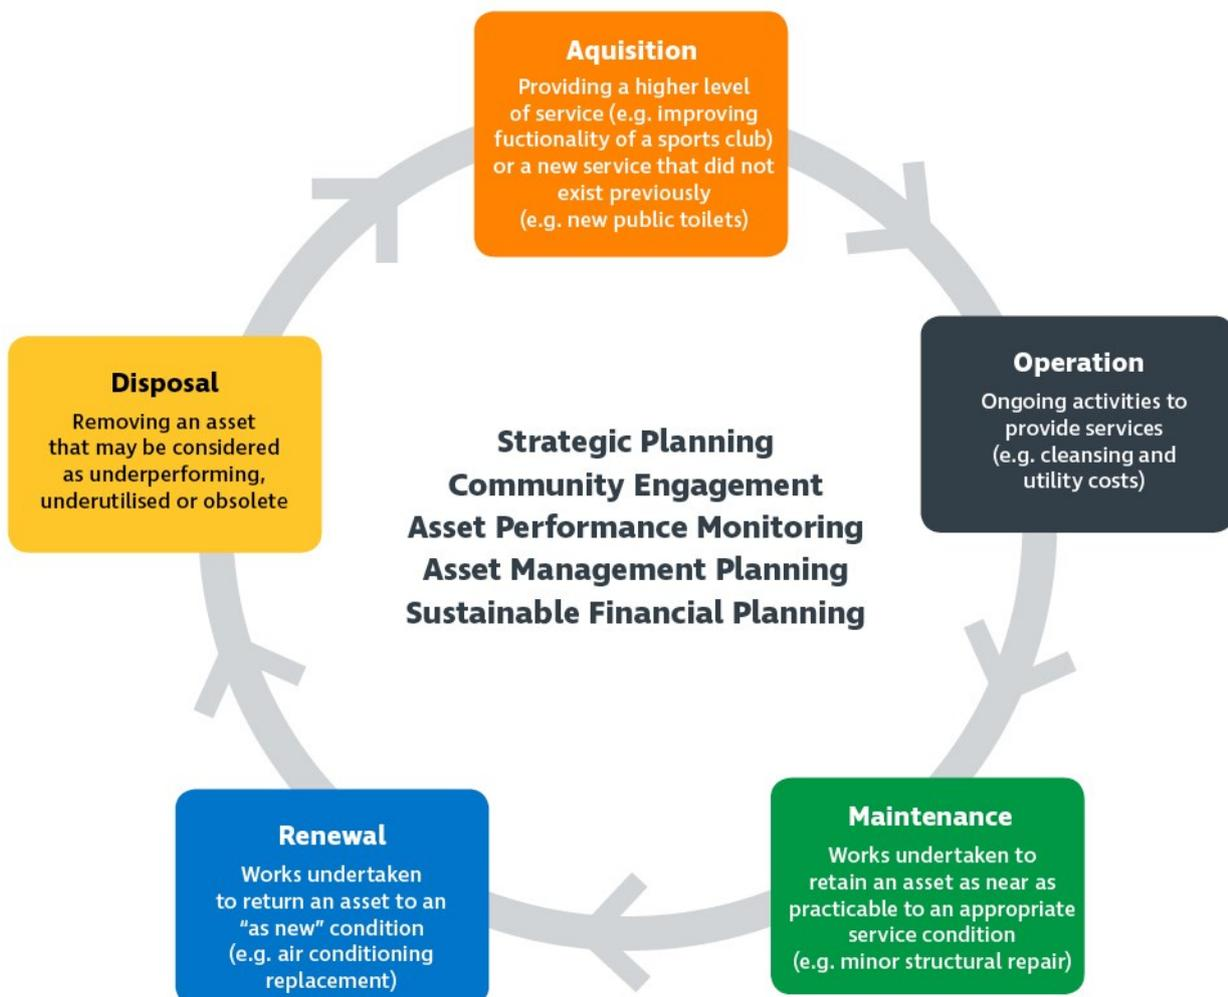 Aquisition
Providing a higher level
of service (e.g. improving
fuctionality of a sports club)
or a new service that did not
exist previously
(e.g. new public toilets)
Operation
Ongoing activities to
provide services
(e.g. cleansing and
utility costs)
Maintenance
Works undertaken to
retain an asset as near as
practicable to an appropriate
service condition
(e.g. minor structural repair)
Renewal
Works undertaken
to return an asset to an
“as new” condition
(e.g. air conditioning
replacement)
Disposal
Removing an asset
that may be considered
as underperforming,
underutilised or obsolete
Strategic Planning
Community Engagement
Asset Performance Monitoring
Asset Management Planning
Sustainable Financial Planning